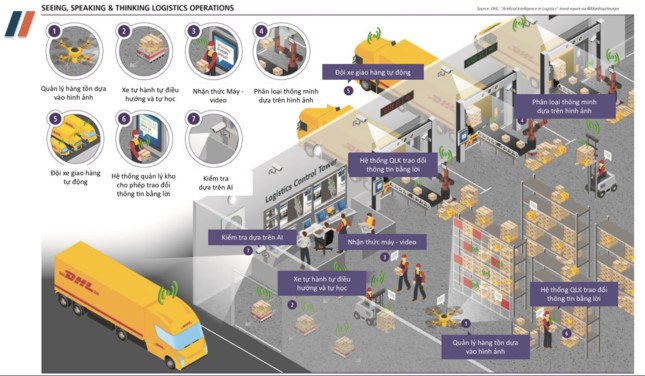 SEEING, SPEAKING & THINKING LOGISTICS OPERATIONS
Source: DHL, "Artificial Intelligence in Logistics" trend report via @MatthiasHeutger
1
2
3
4
Quản lý hàng tồn dựa
vào hình ảnh
Xe tự hành tự điều
hướng và tự học
Nhận thức Máy -
video
Phân loại thông minh
dựa trên hình ảnh
5
6
7
Đội xe giao hàng
tự động
Hệ thống quản lý kho
cho phép trao đổi
thông tin bằng lời
Kiểm tra
dựa trên AI
Đội xe giao hàng tự động
5
Phân loại thông minh
dựa trên hình ảnh
4
Hệ thống QLK trao đổi
thông tin bằng lời
6
Logistics Control Tower
Kiểm tra dựa trên AI
7
Nhận thức máy - video
3
Xe tự hành tự điều
hướng và tự học
2
Hệ thống QLK trao đổi
thông tin bằng lời
6
1
Quản lý hàng tồn dựa
vào hình ảnh
DHL